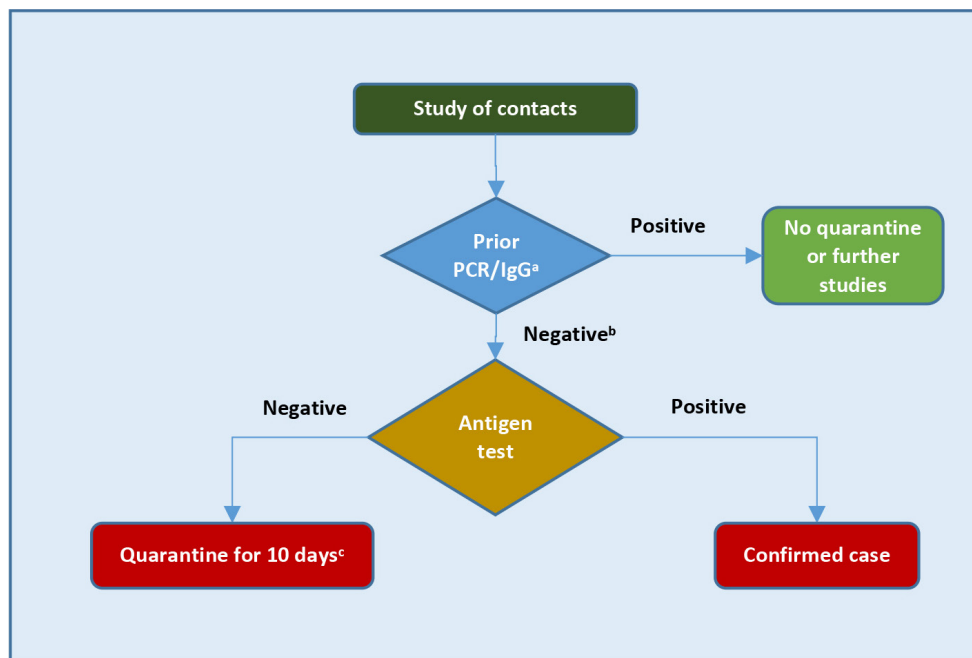 Study of contacts
Prior
PCR/IgGᵃ
Positive
No quarantine
or further
studies
Negativeᵇ
Negative
Antigen
test
Positive
Quarantine for 10 daysᶜ
Confirmed case